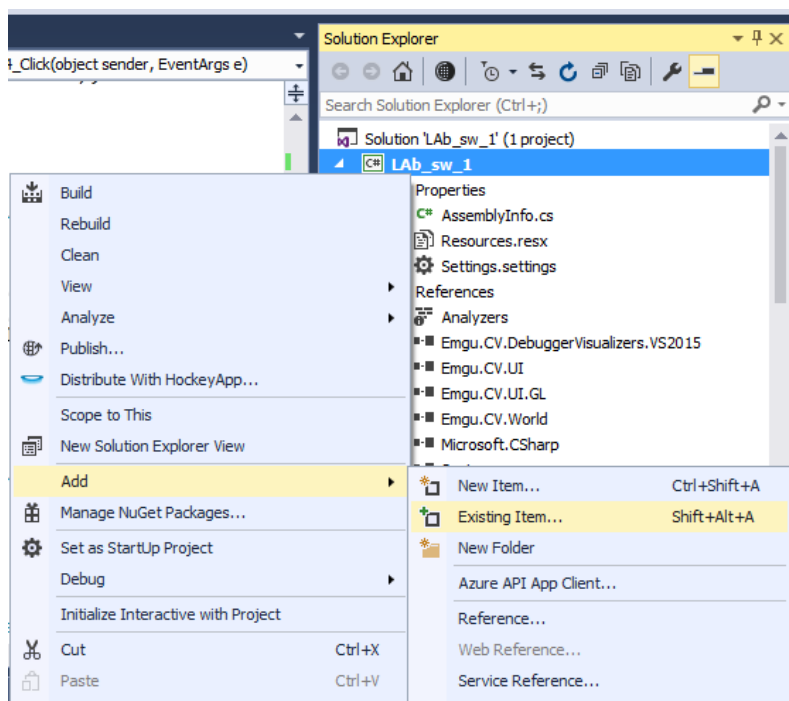 Solution Explorer
4_Click(object sender, EventArgs e)
Search Solution Explorer (Ctrl+;)
Solution 'LAb_sw_1' (1 project)
C# LAb_sw_1
Properties
C# AssemblyInfo.cs
Resources.resx
Settings.settings
References
Analyzers
Emgu.CV.DebuggerVisualizers.VS2015
Emgu.CV.UI
Emgu.CV.UI.GL
Emgu.CV.World
Microsoft.CSharp
Build
Rebuild
Clean
View
Analyze
Publish...
Distribute With HockeyApp...
Scope to This
New Solution Explorer View
Add
Manage NuGet Packages...
Set as StartUp Project
Debug
Initialize Interactive with Project
Cut Ctrl+X
Paste Ctrl+V
New Item... Ctrl+Shift+A
Existing Item... Shift+Alt+A
New Folder
Azure API App Client...
Reference...
Web Reference...
Service Reference...